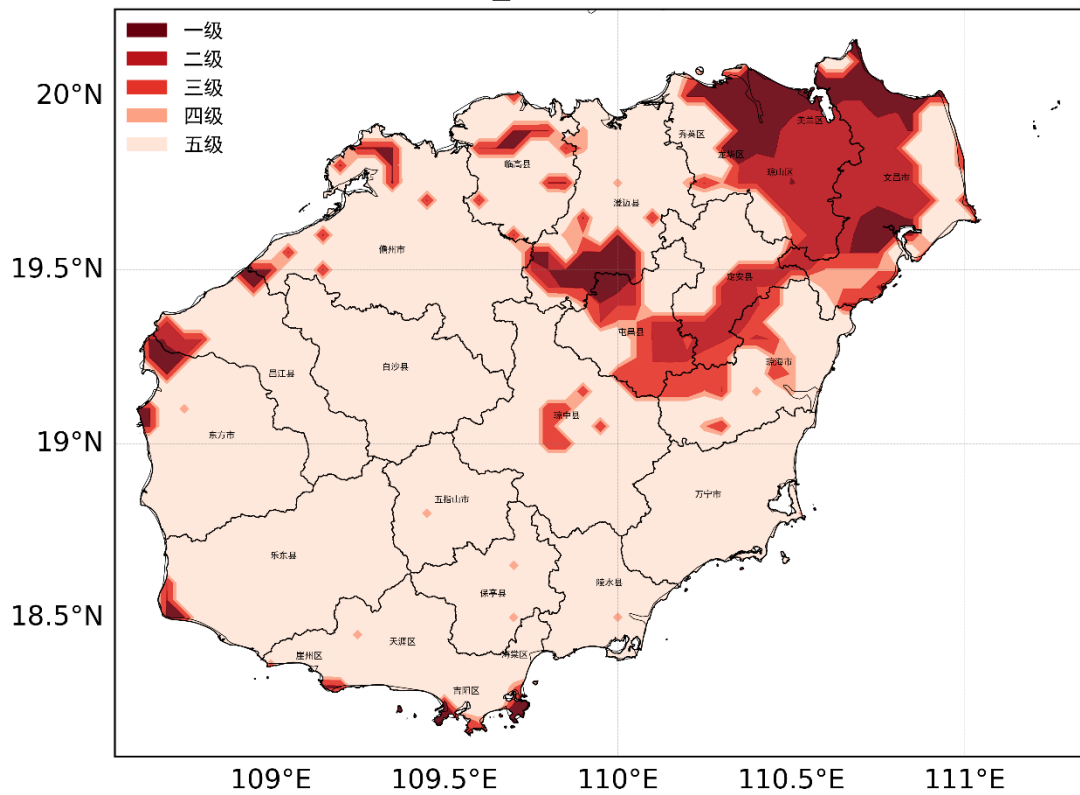 一级
二级
三级
四级
五级
20°N
19.5°N
19°N
18.5°N
109°E
109.5°E
110°E
110.5°E
111°E
美兰区
秀英区
龙华区
临高县
琼山区
文昌市
澄迈县
儋州市
定安县
屯昌县
琼海市
白沙县
昌江县
琼中县
东方市
万宁市
五指山市
乐东县
陵水县
保亭县
天涯区
崖州区
海棠区
吉阳区